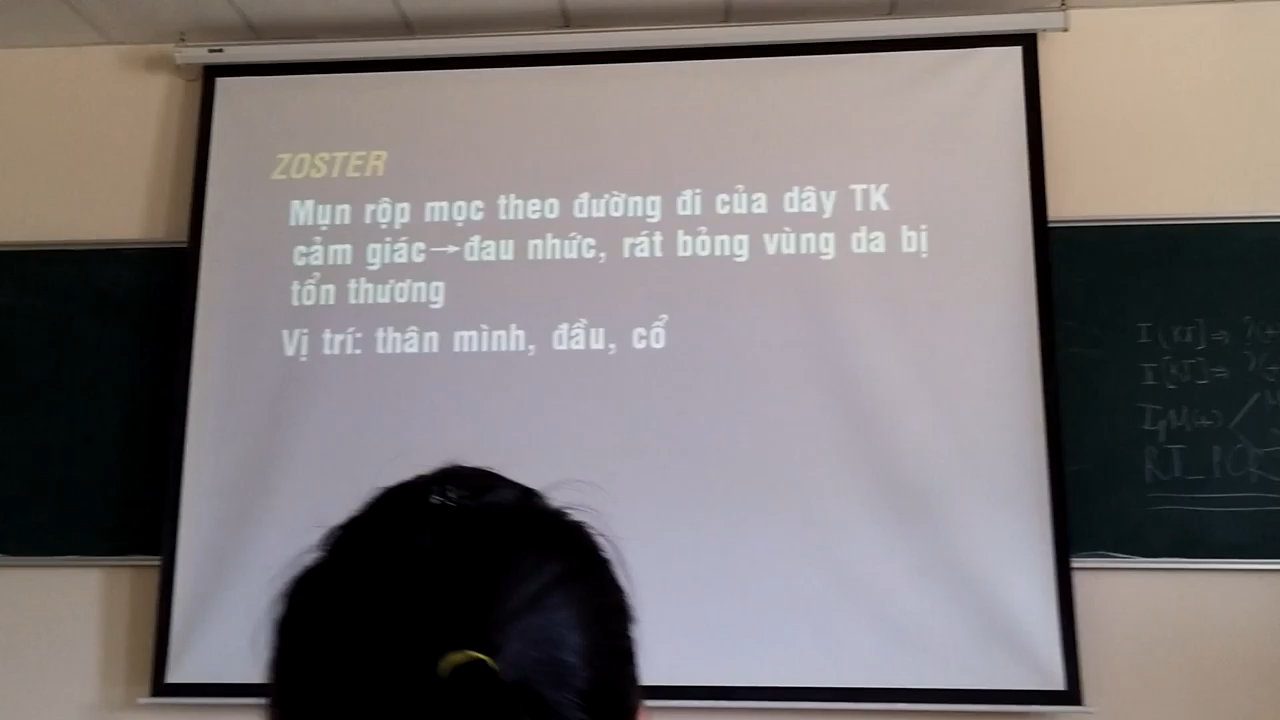 ZOSTER
Mụn rộp mọc theo đường đi của dây TK
cảm giác→đau nhức, rát bỏng vùng da bị
tổn thương
Vị trí: thân mình, đầu, cổ
IgM(+)